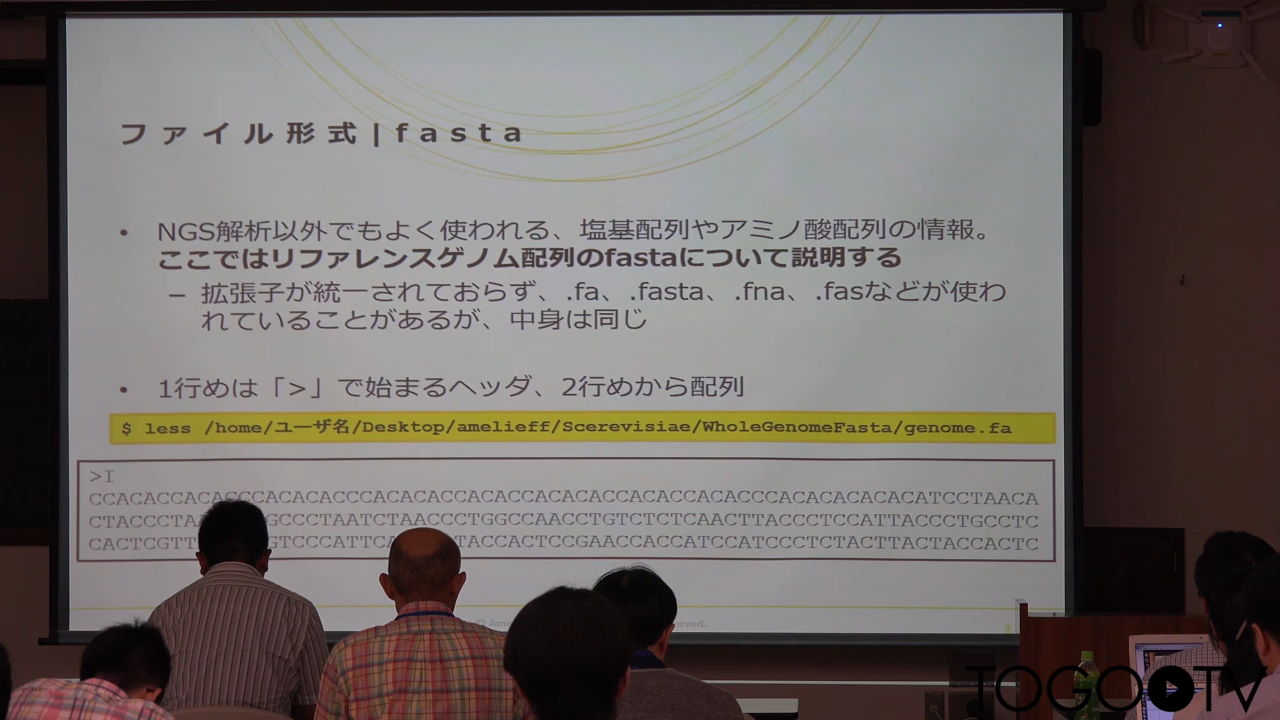 ファイル形式|fasta
• NGS解析以外でもよく使われる、塩基配列やアミノ酸配列の情報。
ここではリファレンスゲノム配列のfastaについて説明する
– 拡張子が統一されておらず、.fa、.fasta、.fna、.fasなどが使わ
れていることがあるが、中身は同じ
• 1行めは「>」で始まるヘッダ、2行めから配列
$ less /home/ユーザ名/Desktop/amelieff/Scerevisiae/WholeGenomeFasta/genome.fa
>I
CCACACCACACCCACACACCCACACACCACACCACACACCACACCACACCCACACACACACATCCTAACA
CTACCCTAA GCCCTAATCTAACCCTGGCCAACCTGTCTCTCAACTTACCCTCCATTACCCTGCCTC
CACTCGTT GTCCCATTCA TACCACTCCGAACCACCATCCATCCCTCTACTTACTACCACTC
TOGO TV